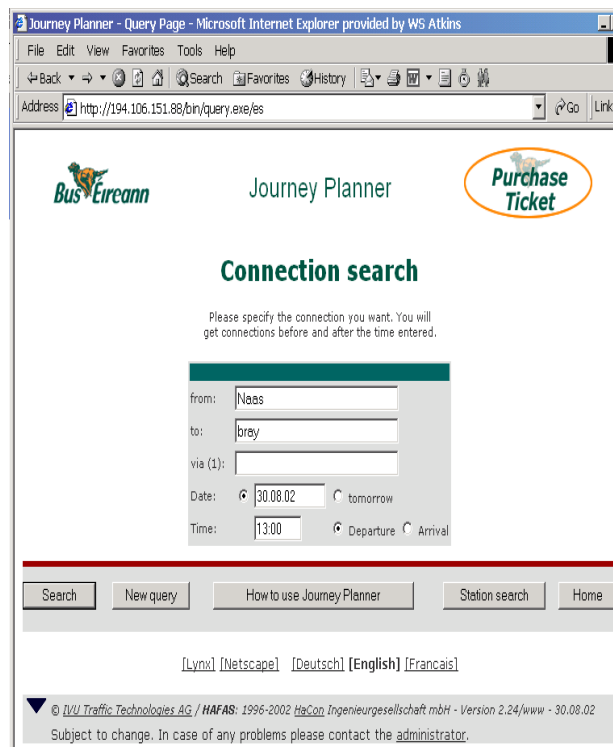 Journey Planner - Query Page - Microsoft Internet Explorer provided by WS Atkins
File Edit View Favorites Tools Help
Back Search Favorites History
Address http://194.106.151.88/bin/query.exe/es Go Link
Bus Éireann Journey Planner Purchase
Ticket
Connection search
Please specify the connection you want. You will
get connections before and after the time entered.
from: Naas
to: bray
via (1):
Date: 30.08.02 tomorrow
Time: 13:00 Departure Arrival
Search New query How to use Journey Planner Station search Home
[Lynx] [Netscape] [Deutsch] [English] [Francais]
© IVU Traffic Technologies AG / HAFAS: 1996-2002 HaCon Ingenieurgesellschaft mbH - Version 2.24/www - 30.08.02
Subject to change. In case of any problems please contact the administrator.